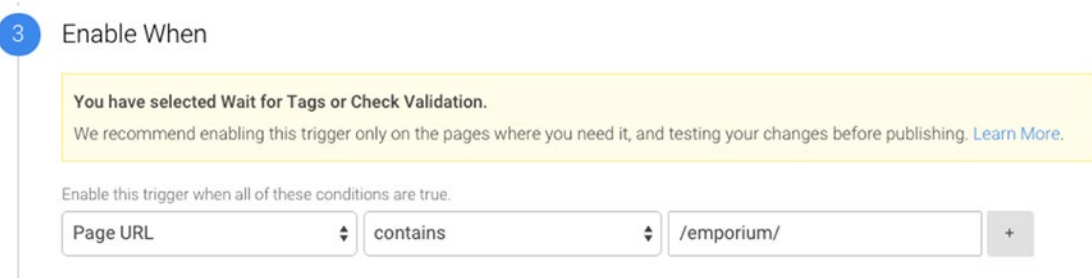 3 Enable When
You have selected Wait for Tags or Check Validation.
We recommend enabling this trigger only on the pages where you need it, and testing your changes before publishing. Learn More.
Enable this trigger when all of these conditions are true.
Page URL contains /emporium/ +